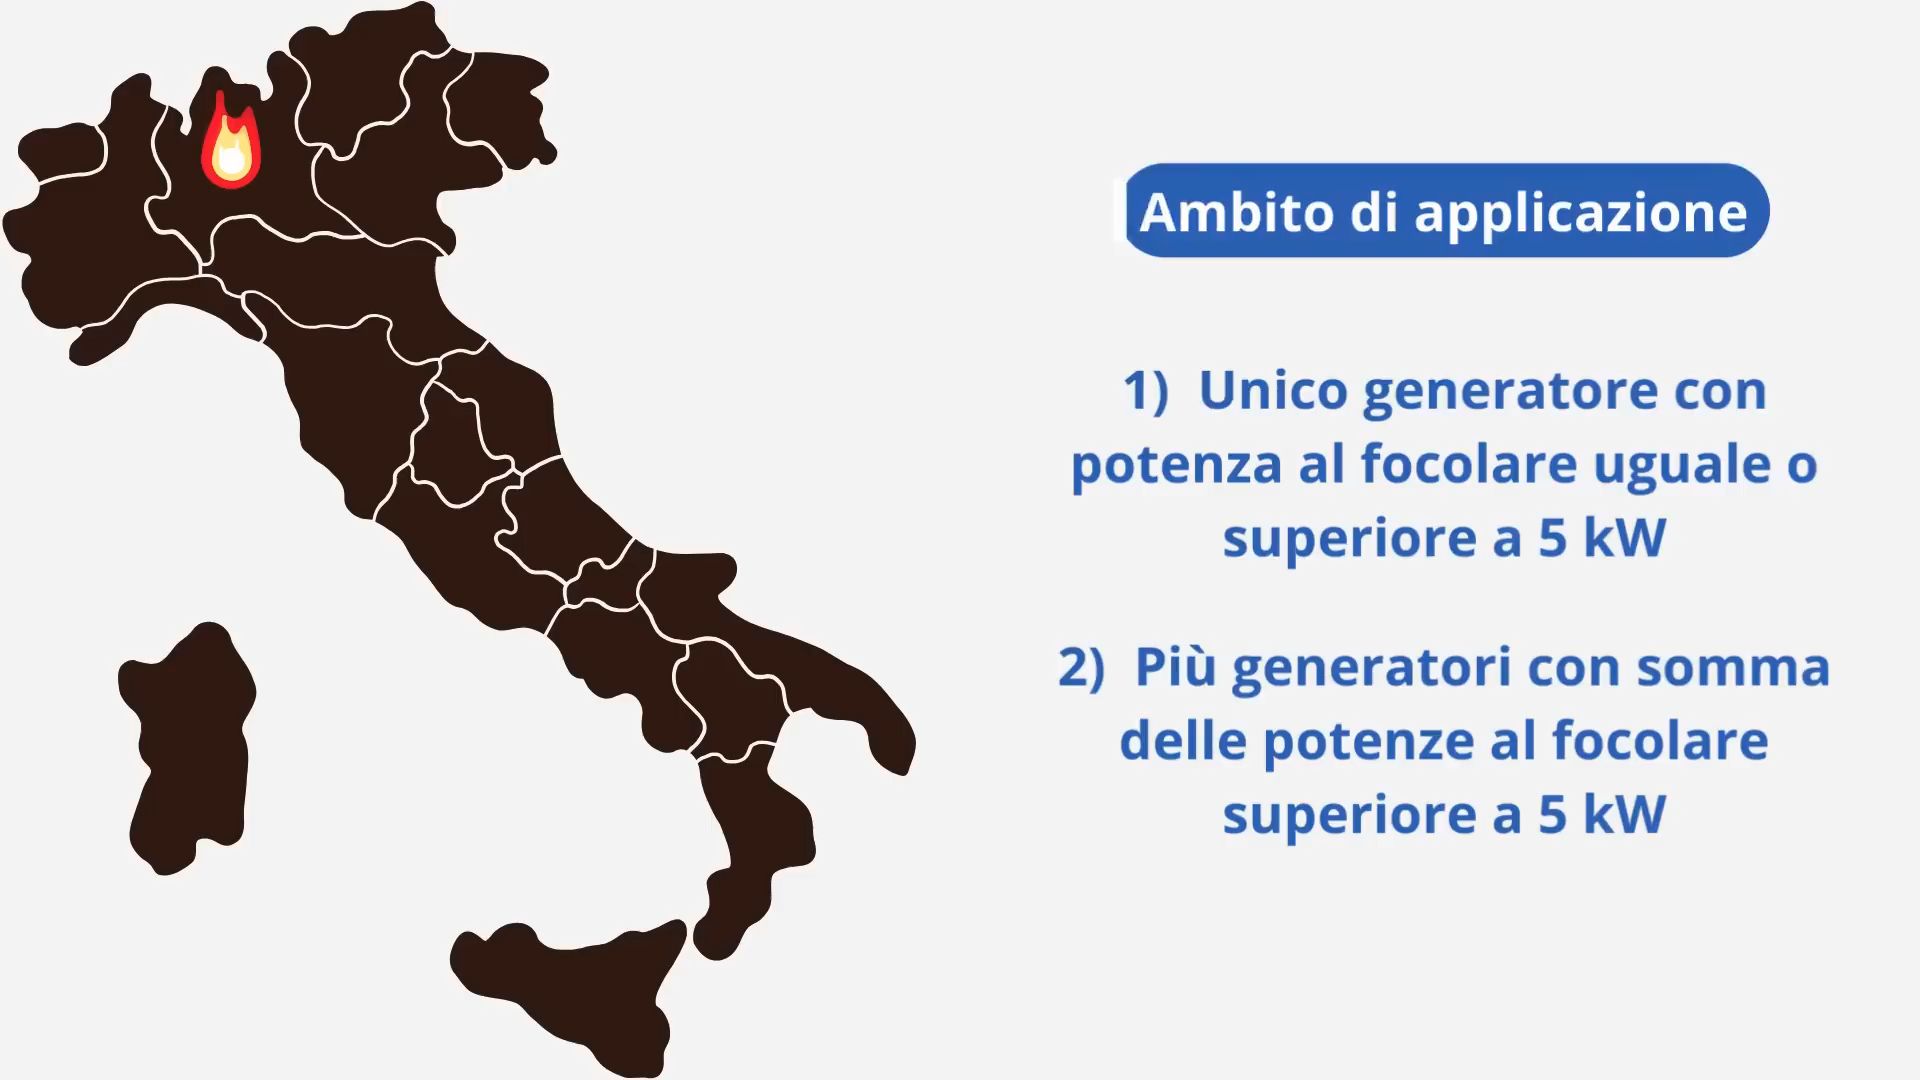 Ambito di applicazione
1) Unico generatore con
potenza al focolare uguale o
superiore a 5 kW
2) Più generatori con somma
delle potenze al focolare
superiore a 5 kW